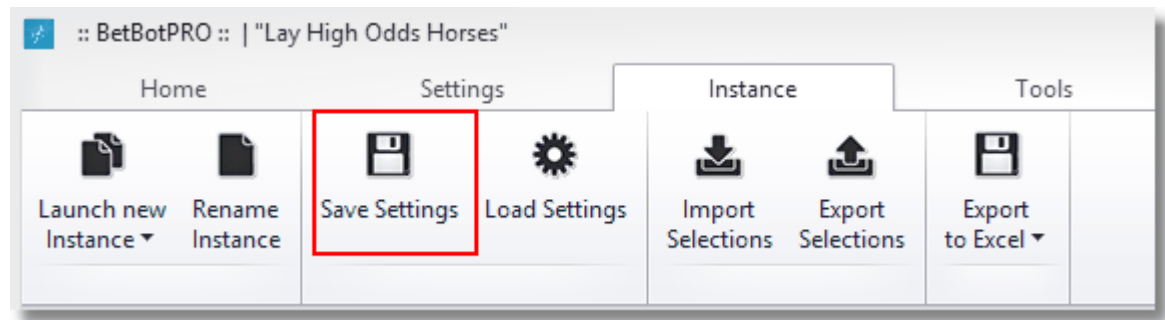 :: BetBotPRO :: | "Lay High Odds Horses"
Home Settings Instance Tools
Launch new Instance
Rename Instance
Save Settings
Load Settings
Import Selections
Export Selections
Export to Excel